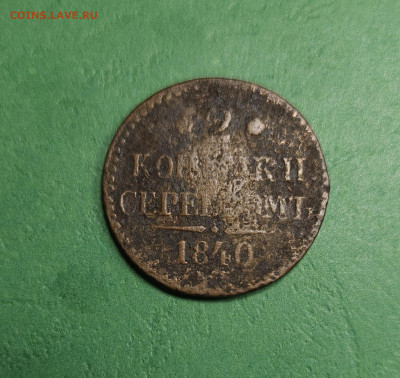 COINS.LAVE.RU
2
КОПѢЙКИ
СЕРЕБРОМЪ
1840